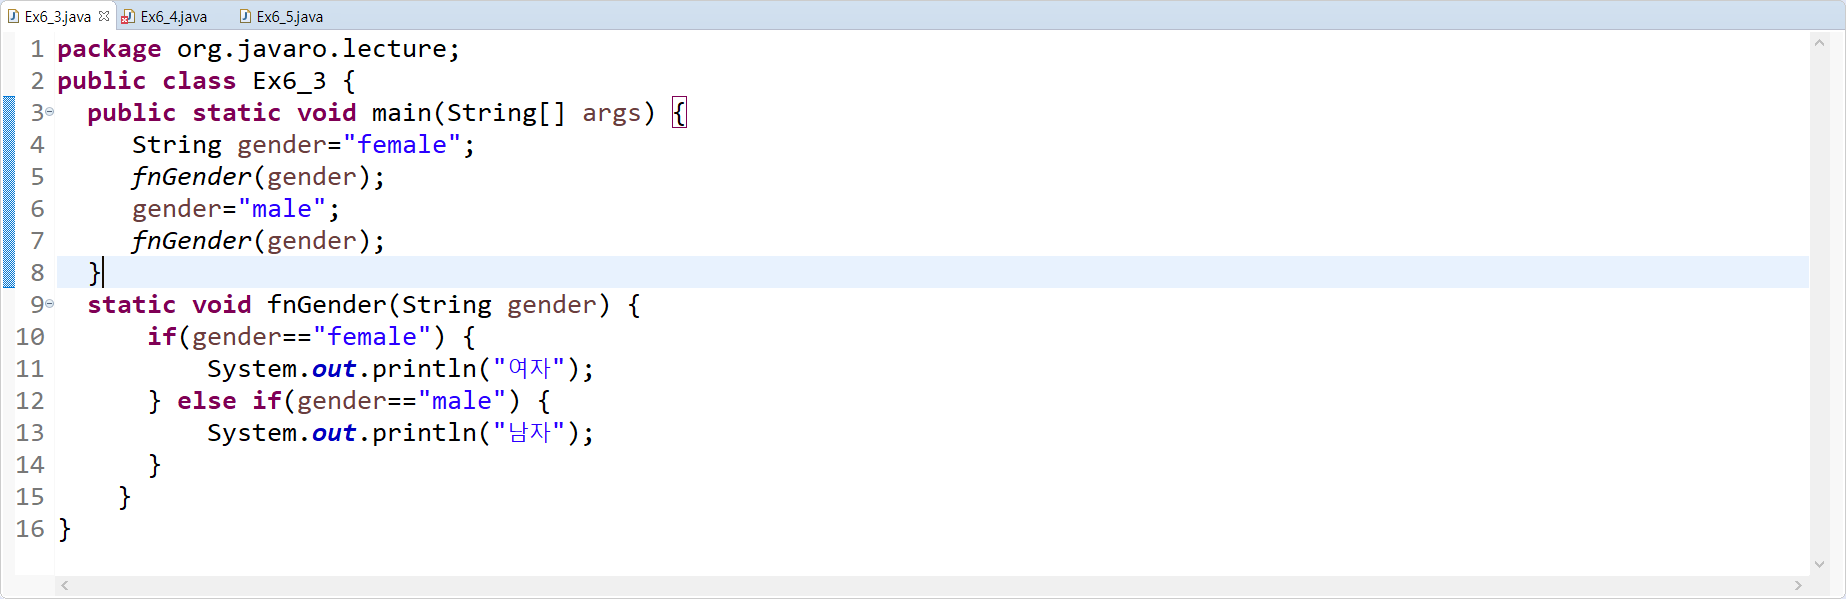 Ex6_3.java Ex6_4.java Ex6_5.java
1 package org.javaro.lecture;
2 public class Ex6_3 {
3 public static void main(String[] args) {
4 String gender="female";
5 fnGender(gender);
6 gender="male";
7 fnGender(gender);
8 }
9 static void fnGender(String gender) {
10 if(gender=="female") {
11 System.out.println("여자");
12 } else if(gender=="male") {
13 System.out.println("남자");
14 }
15 }
16 }